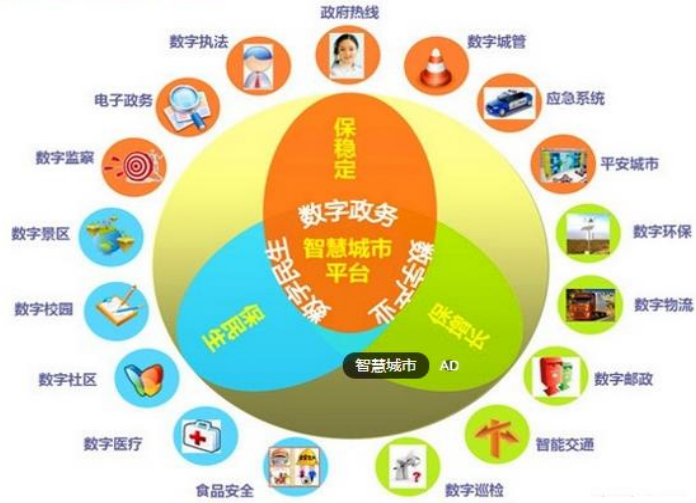 政府热线
数字执法
数字城管
电子政务
应急系统
数字监察
平安城市
数字景区
数字环保
数字校园
数字物流
数字社区
数字邮政
数字医疗
智能交通
食品安全
数字巡检
保稳定
数字政务
智慧城市
平台
数字民生
数字产业
保民生
保增长
智慧城市
AD